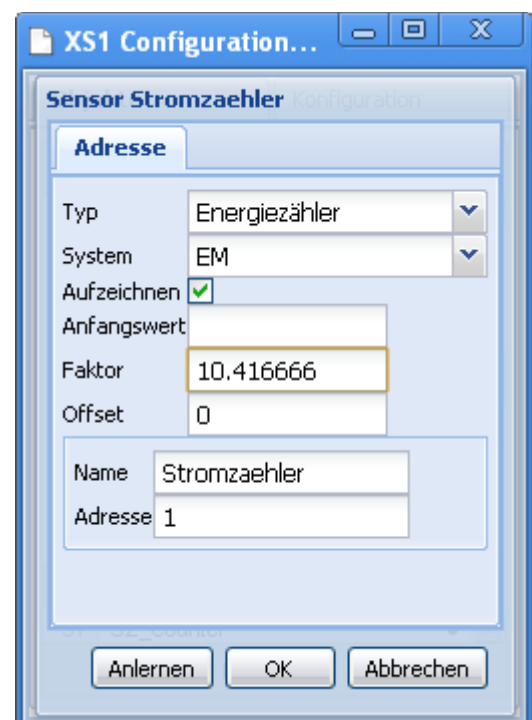 XS1 Configuration...
Sensor Stromzaehler
Konfiguration
Adresse
Typ Energiezähler
System EM
Aufzeichnen
Anfangswert
Faktor 10.416666
Offset 0
Name Stromzaehler
Adresse 1
Anlernen OK Abbrechen